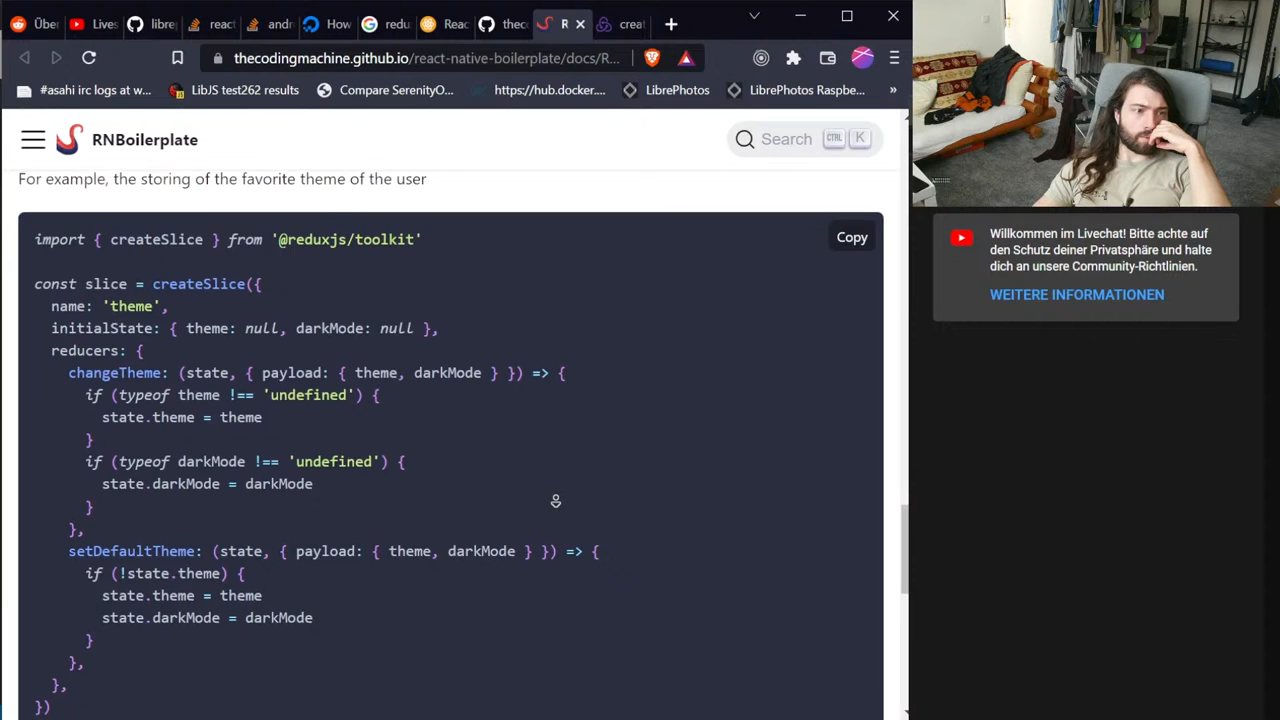 Über
Lives
libre
react
andr
How
redu
Reac
theco
R
creat
thecodingmachine.github.io/react-native-boilerplate/docs/R...
#asahi irc logs at w...
LibJS test262 results
Compare SerenityO...
https://hub.docker....
LibrePhotos
LibrePhotos Raspbe...
»
RNBoilerplate
Search CTRL K
For example, the storing of the favorite theme of the user
Copy
import { createSlice } from '@reduxjs/toolkit'
const slice = createSlice({
name: 'theme',
initialState: { theme: null, darkMode: null },
reducers: {
changeTheme: (state, { payload: { theme, darkMode } }) => {
if (typeof theme !== 'undefined') {
state.theme = theme
}
if (typeof darkMode !== 'undefined') {
state.darkMode = darkMode
}
},
setDefaultTheme: (state, { payload: { theme, darkMode } }) => {
if (!state.theme) {
state.theme = theme
state.darkMode = darkMode
}
},
},
})
Willkommen im Livechat! Bitte achte auf
den Schutz deiner Privatsphäre und halte
dich an unsere Community-Richtlinien.
WEITERE INFORMATIONEN